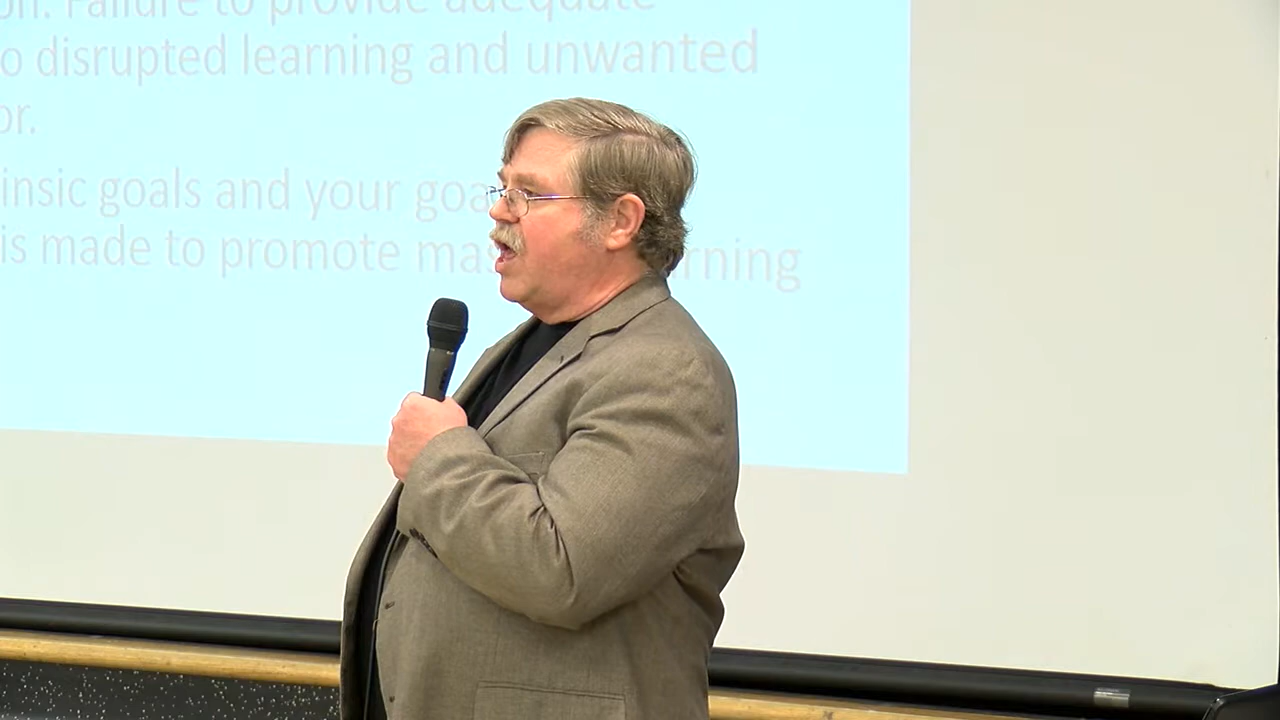 on. Failure to provide adequate
o disrupted learning and unwanted
or.
insic goals and your goa
is made to promote mas rning